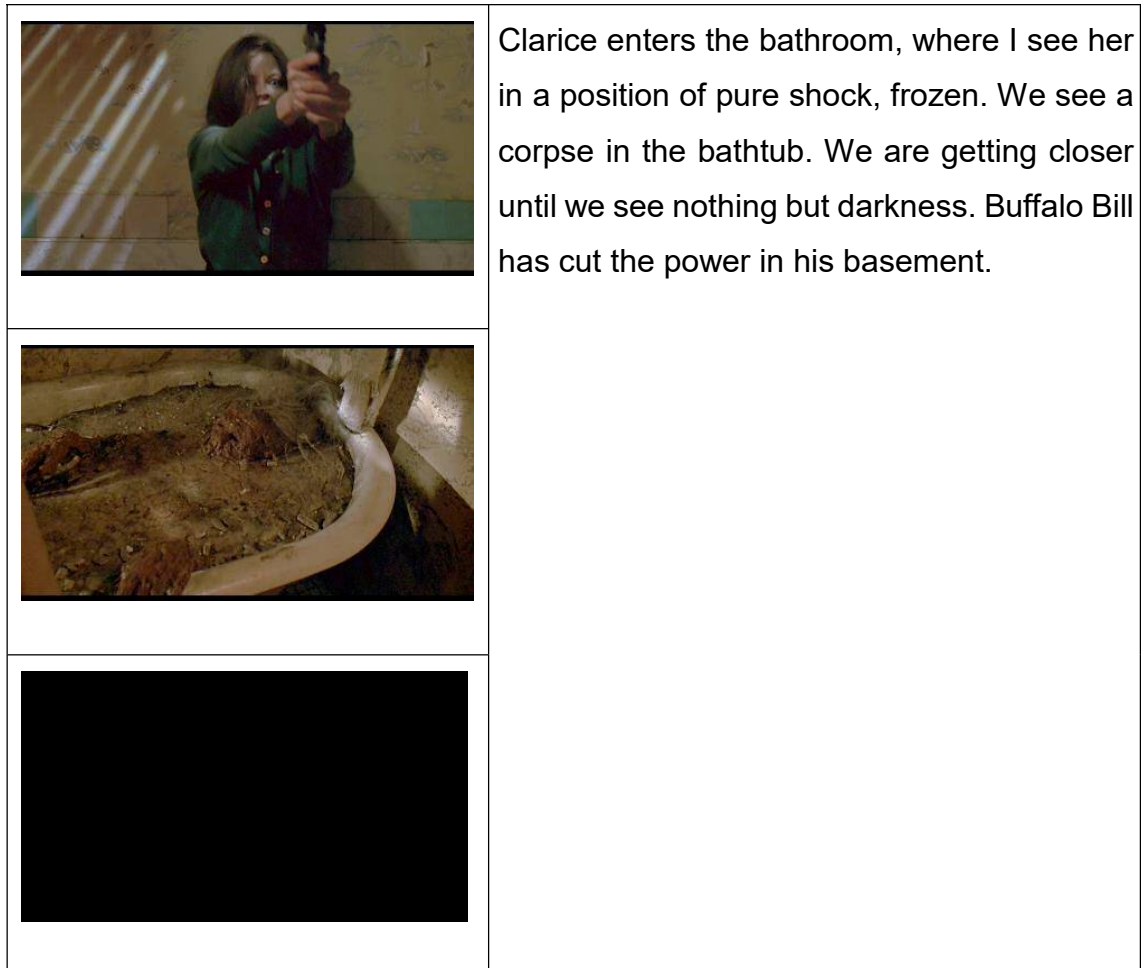 Clarice enters the bathroom, where I see her
in a position of pure shock, frozen. We see a
corpse in the bathtub. We are getting closer
until we see nothing but darkness. Buffalo Bill
has cut the power in his basement.